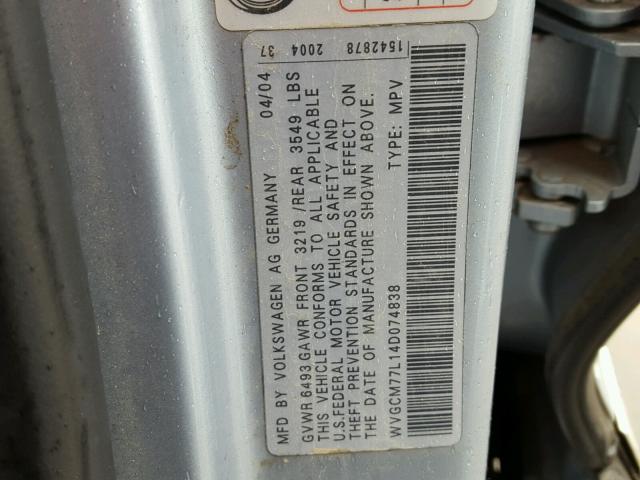 MFD BY VOLKSWAGEN AG GERMANY 04/04
GVWR 6493 GAWR FRONT 3219 /REAR 3549 LBS
THIS VEHICLE CONFORMS TO ALL APPLICABLE
U.S.FEDERAL MOTOR VEHICLE SAFETY AND
THEFT PREVENTION STANDARDS IN EFFECT ON
THE DATE OF MANUFACTURE SHOWN ABOVE.
WVGCM77L14D074838 TYPE: MPV
37 2004 1542878